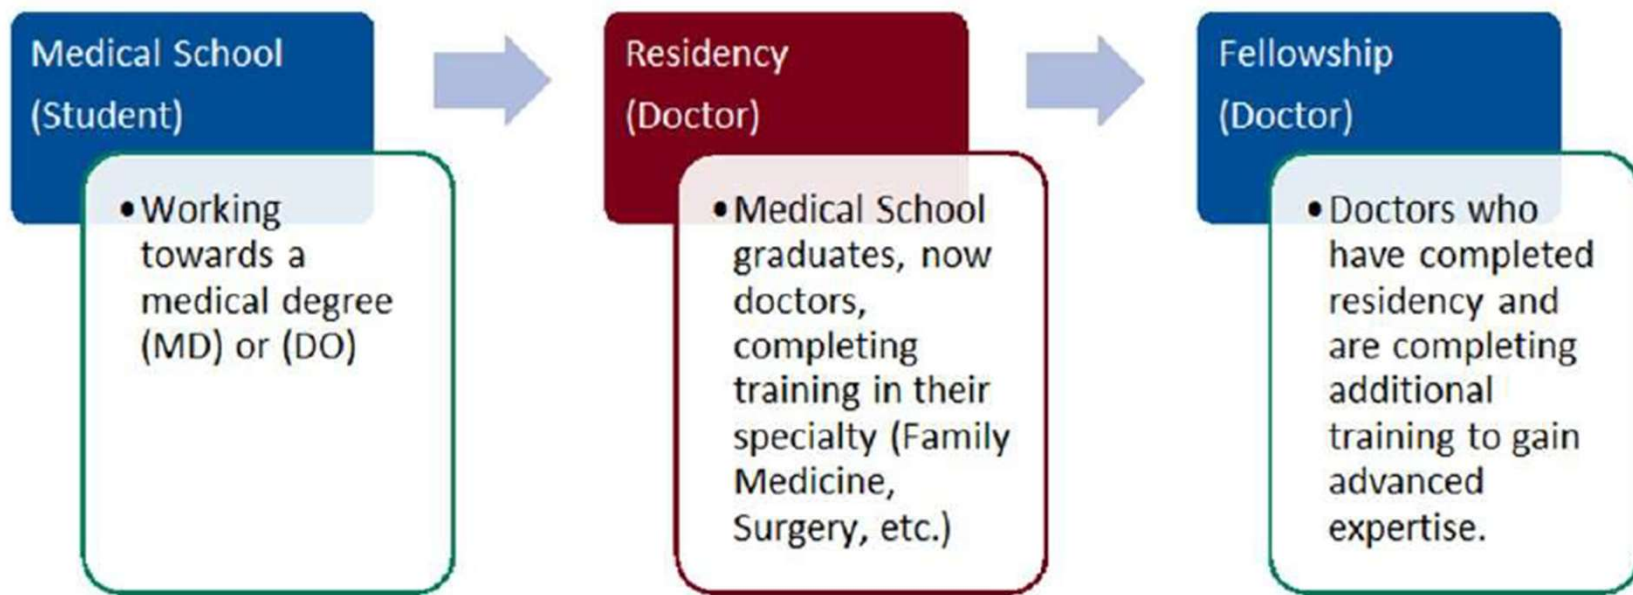 Medical School
(Student)
• Working
towards a
medical degree
(MD) or (DO)
Residency
(Doctor)
• Medical School
graduates, now
doctors,
completing
training in their
specialty (Family
Medicine,
Surgery, etc.)
Fellowship
(Doctor)
• Doctors who
have completed
residency and
are completing
additional
training to gain
advanced
expertise.